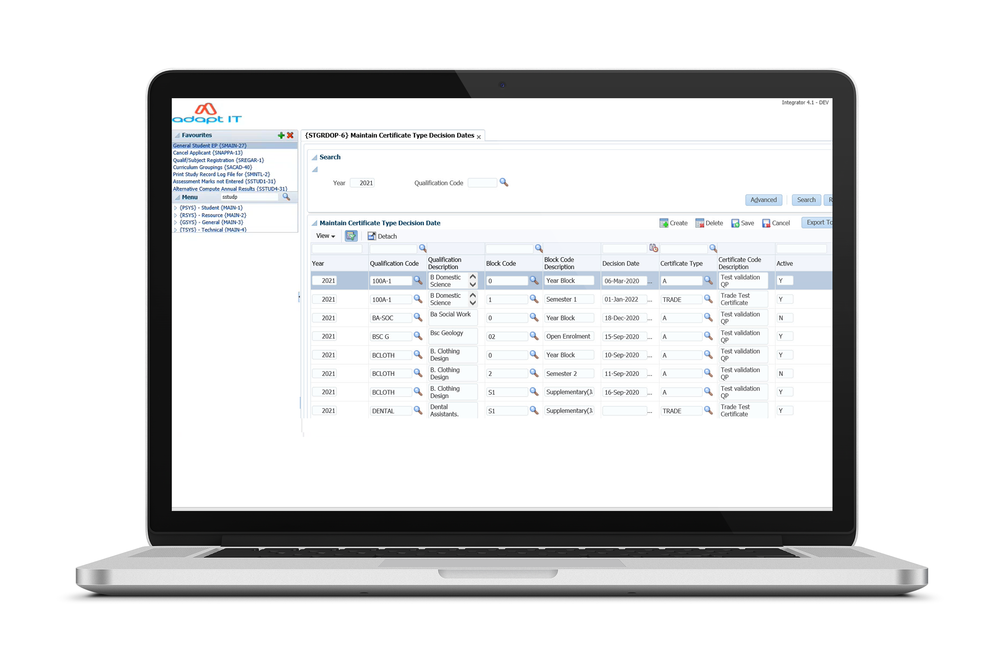 Integrator 4.1 - DEV
adapt IT
Favourites
General Student EP {SMAIN-27}
Cancel Applicant {SNAPPA-13}
Qualif/Subject Registration {SREGAR-1}
Curriculum Groupings {SACAD-40}
Print Study Record Log File for {SMNTL-2}
Assessment Marks not Entered {SSTUD1-31}
Alternative Compute Annual Results {SSTUD4-31}
Menu sstudp
{PSYS} - Student {MAIN-1}
{RSYS} - Resource {MAIN-2}
{GSYS} - General {MAIN-3}
{TSYS} - Technical {MAIN-4}
{STGRDOP-6} Maintain Certificate Type Decision Dates
Search
Year 2021 Qualification Code
Advanced Search R
Maintain Certificate Type Decision Date Create Delete Save Cancel Export To
View Detach
Year Qualification Code Qualification Description Block Code Block Code Description Decision Date Certificate Type Certificate Code Description Active
2021 100A-1 B Domestic Science 0 Year Block 06-Mar-2020 ... A Test validation QP Y
2021 100A-1 B Domestic Science 1 Semester 1 01-Jan-2022 ... TRADE Trade Test Certificate Y
2021 BA-SOC Ba Social Work 0 Year Block 18-Dec-2020 ... A Test validation QP N
2021 BSC G Bsc Geology 02 Open Enrolment 15-Sep-2020 ... A Test validation QP Y
2021 BCLOTH B. Clothing Design 0 Year Block 10-Sep-2020 ... A Test validation QP Y
2021 BCLOTH B. Clothing Design 2 Semester 2 11-Sep-2020 ... A Test validation QP N
2021 BCLOTH B. Clothing Design S1 Supplementary(Ja 16-Sep-2020 ... A Test validation QP Y
2021 DENTAL Dental Assistants. S1 Supplementary(Ja ... TRADE Trade Test Certificate Y